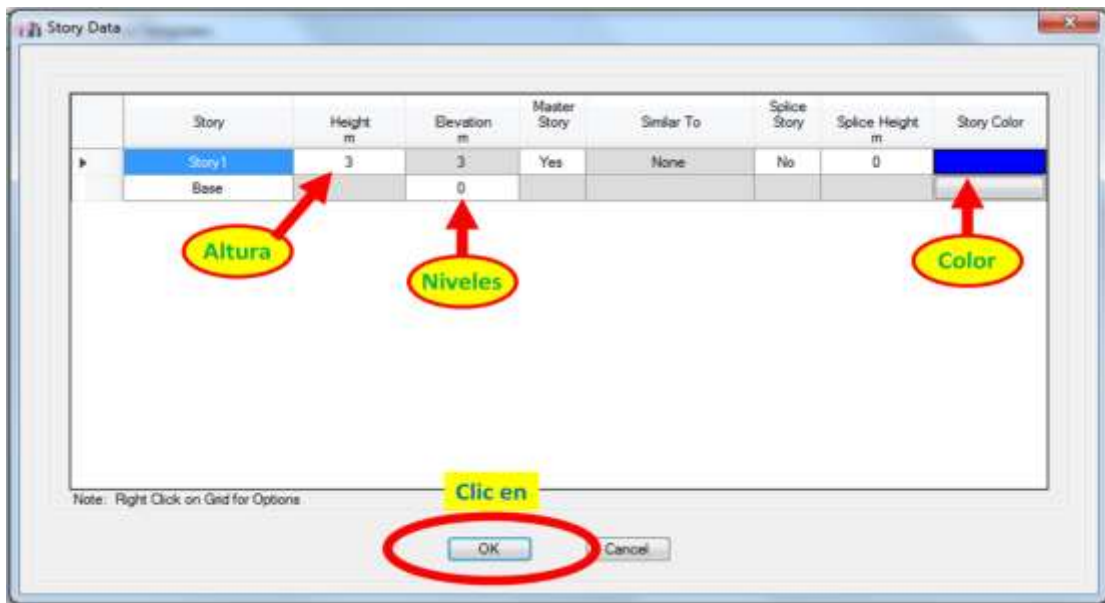 Story Data
Story Height m Elevation m Master Story Similar To Splice Story Splice Height m Story Color
Story1 3 3 Yes None No 0
Base 0
Altura
Niveles
Color
Note: Right Click on Grid for Options
Clic en
OK Cancel